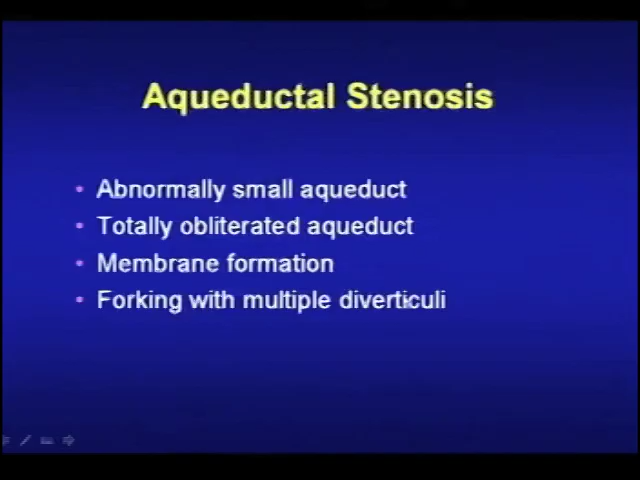 Aqueductal Stenosis
• Abnormally small aqueduct
• Totally obliterated aqueduct
• Membrane formation
• Forking with multiple diverticuli